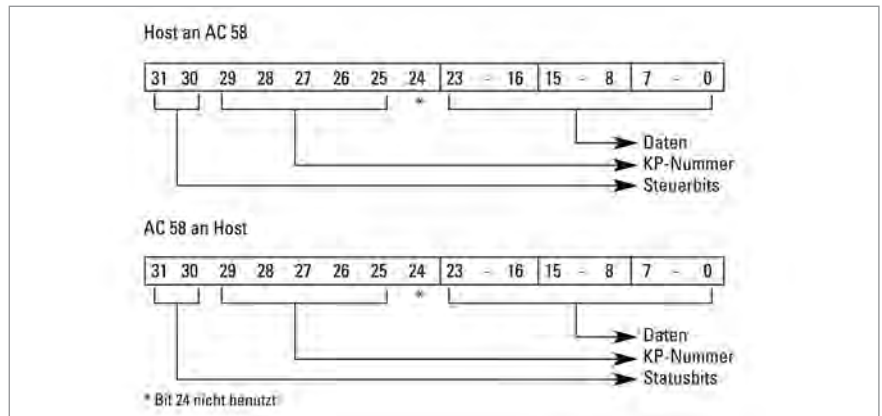 Host an AC 58
31 30 29 28 27 26 25 24 23 - 16 15 - 8 7 - 0
*
Daten
KP-Nummer
Steuerbits
AC 58 an Host
31 30 29 28 27 26 25 24 23 - 16 15 - 8 7 - 0
*
Daten
KP-Nummer
Statusbits
* Bit 24 nicht benutzt